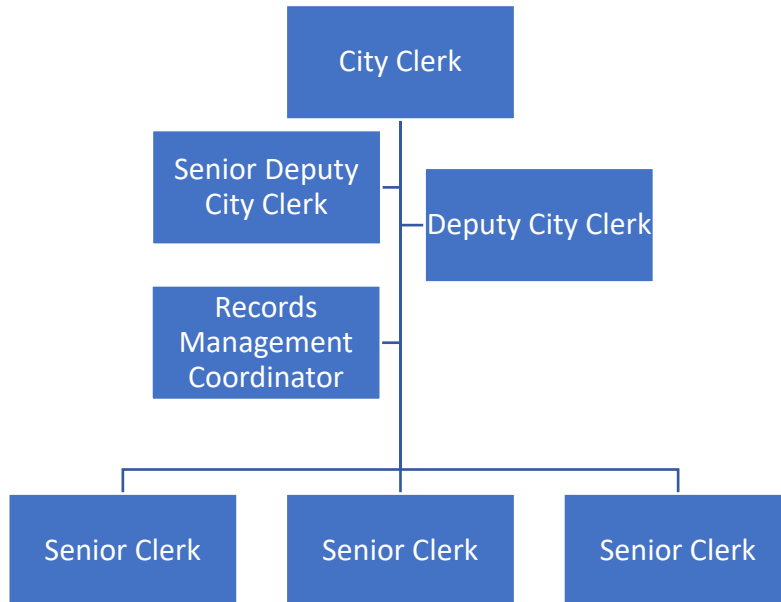 City Clerk
Senior Deputy
City Clerk
Deputy City Clerk
Records
Management
Coordinator
Senior Clerk
Senior Clerk
Senior Clerk